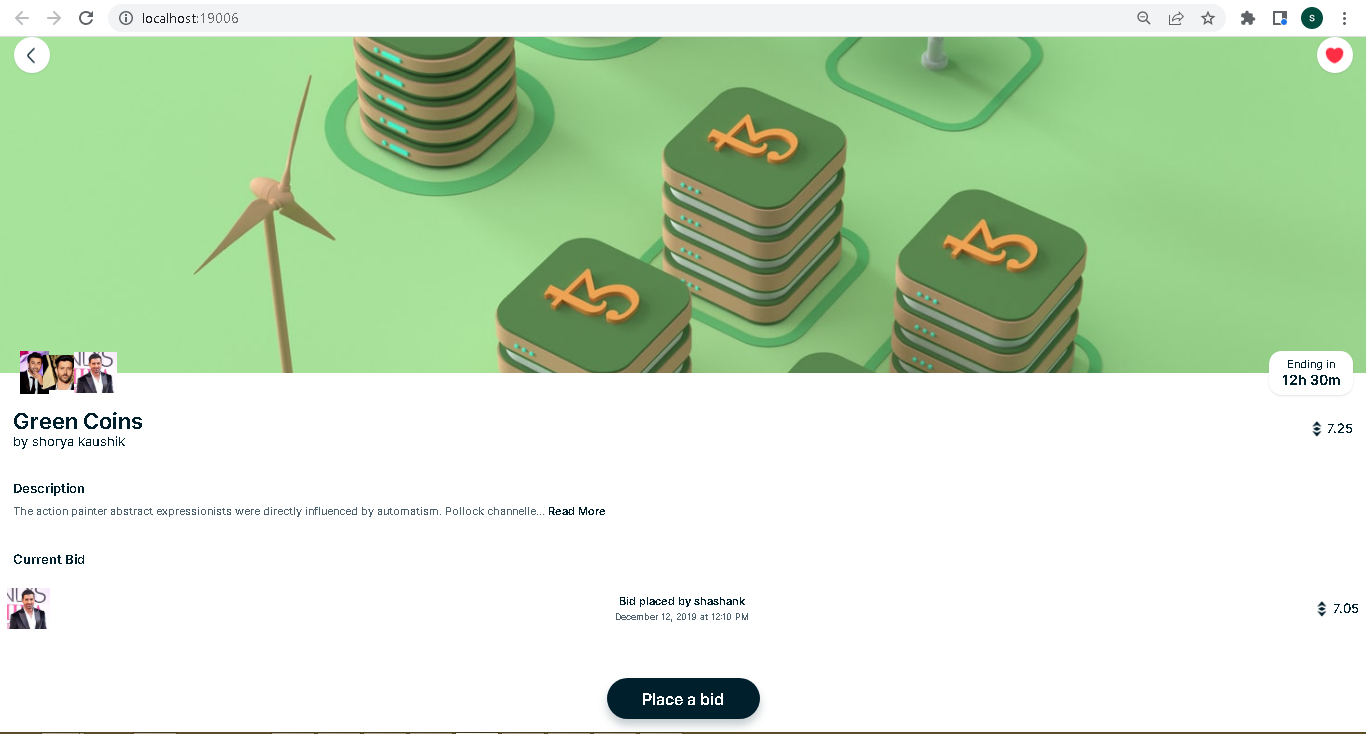 localhost:19006
S
Ending in
12h 30m
Green Coins
by shorya kaushik
7.25
Description
The action painter abstract expressionists were directly influenced by automatism. Pollock channelle... Read More
Current Bid
Bid placed by shashank
December 12, 2019 at 12:10 PM
7.05
Place a bid